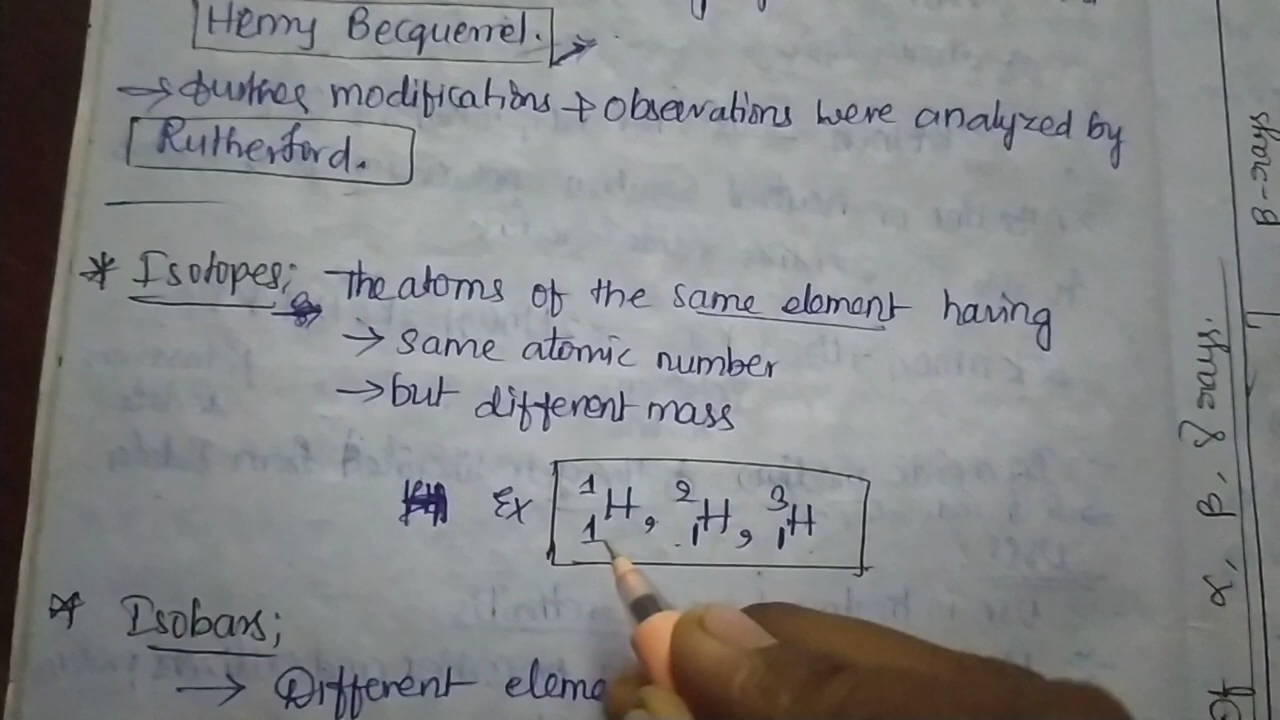 Henry Becquerrel.
→ further modifications + observations were analyzed by
Rutherford.
* Isotopes; The atoms of the same element having
→ same atomic number
→ but different mass
Ex ¹₁H, ²₁H, ³₁H
* Isobars;
→ Different eleme
α, β, γ rays.
β-rays